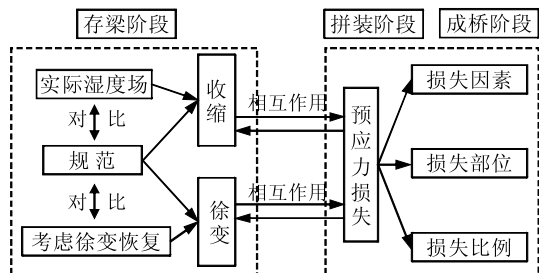 存梁阶段
拼装阶段
成桥阶段
实际湿度场
对比
规范
对比
考虑徐变恢复
收缩
徐变
相互作用
相互作用
预应力损失
损失因素
损失部位
损失比例